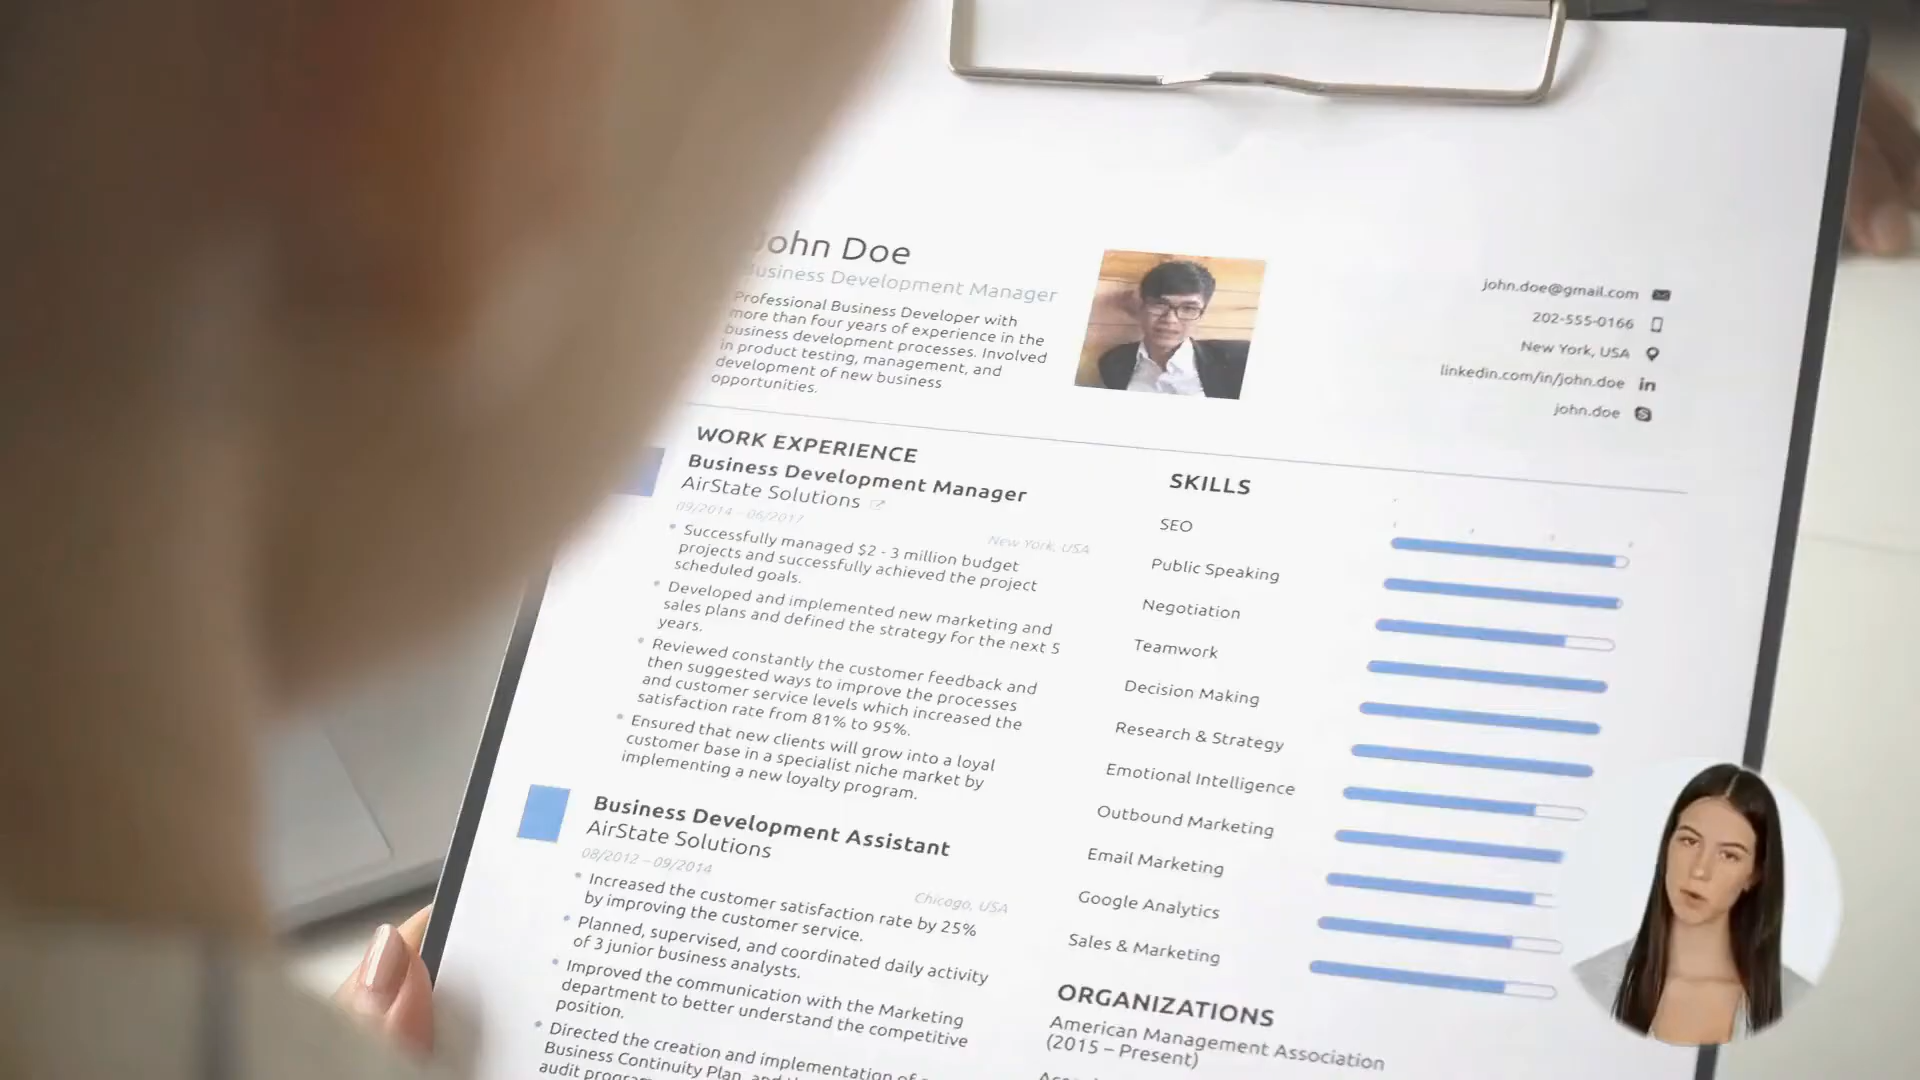 John Doe
Business Development Manager
Professional Business Developer with
more than four years of experience in the
business development processes. Involved
in product testing, management, and
development of new business
opportunities.
john.doe@gmail.com
202-555-0166
New York, USA
linkedin.com/in/john.doe
john.doe
WORK EXPERIENCE
Business Development Manager
AirState Solutions
09/2014 - 06/2017
New York, USA
Successfully managed $2 - 3 million budget
projects and successfully achieved the project
scheduled goals.
Developed and implemented new marketing and
sales plans and defined the strategy for the next 5
years.
Reviewed constantly the customer feedback and
then suggested ways to improve the processes
and customer service levels which increased the
satisfaction rate from 81% to 95%.
Ensured that new clients will grow into a loyal
customer base in a specialist niche market by
implementing a new loyalty program.
Business Development Assistant
AirState Solutions
08/2012 – 09/2014
Chicago, USA
Increased the customer satisfaction rate by 25%
by improving the customer service.
Planned, supervised, and coordinated daily activity
of 3 junior business analysts.
Improved the communication with the Marketing
department to better understand the competitive
position.
Directed the creation and implementation of
Business Continuity Plan, and
audit
SKILLS
SEO
Public Speaking
Negotiation
Teamwork
Decision Making
Research & Strategy
Emotional Intelligence
Outbound Marketing
Email Marketing
Google Analytics
Sales & Marketing
ORGANIZATIONS
American Management Association
(2015 – Present)